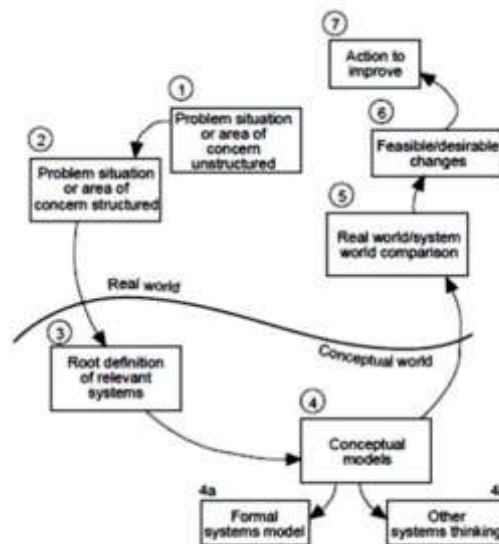 7
Action to
improve
1
Problem situation
or area of
concern
unstructured
6
Feasible/desirable
changes
2
Problem situation
or area of
concern structured
5
Real world/system
world comparison
Real world
Conceptual world
3
Root definition
of relevant
systems
4
Conceptual
models
4a
Formal
systems model
Other
systems thinking